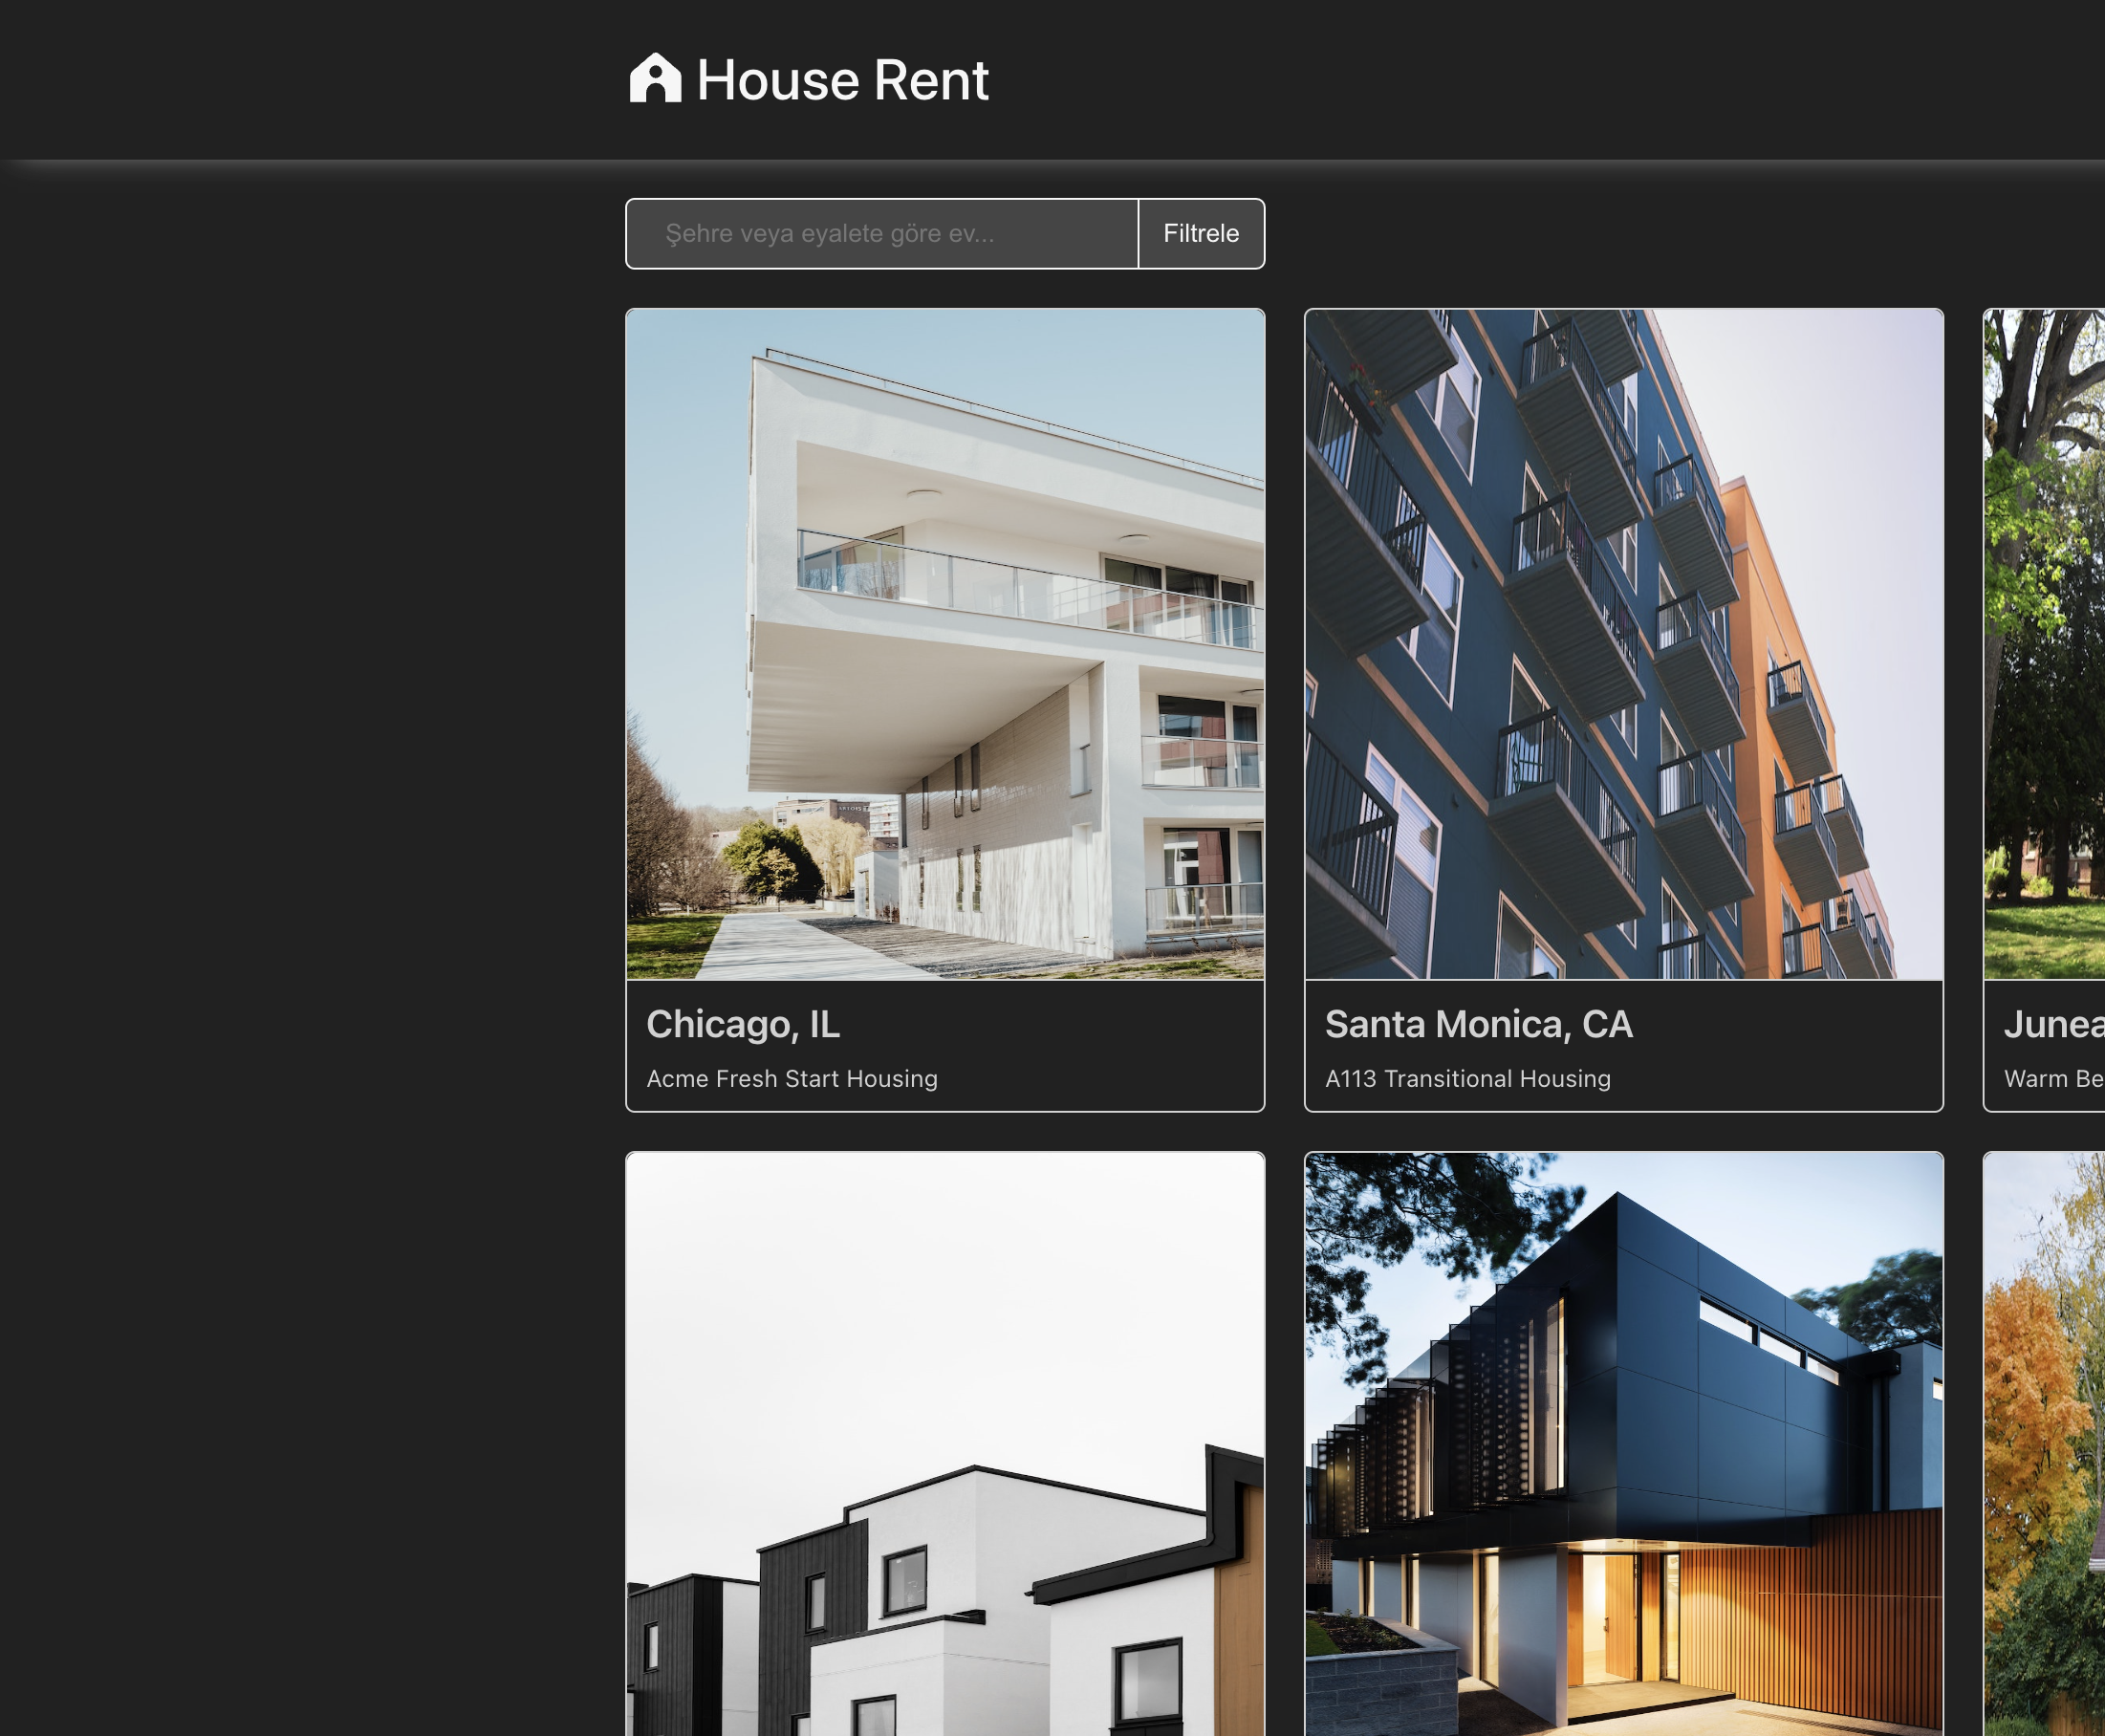 House Rent
Şehre veya eyalete göre ev...
Filtrele
Chicago, IL
Santa Monica, CA
Junea
Acme Fresh Start Housing
A113 Transitional Housing
Warm Be